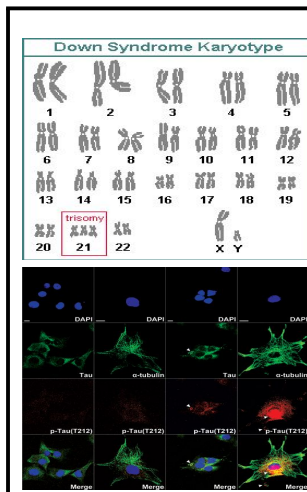 Down Syndrome Karyotype
1 2 3 4 5
6 7 8 9 10 11 12
13 14 15 16 17 18 19
trisomy
20 21 22 X Y
DAPI DAPI DAPI DAPI
Tau α-tubulin Tau α-tubulin
p-Tau(T212) p-Tau(T212) p-Tau(T212) p-Tau(T212)
Merge Merge Merge Merge